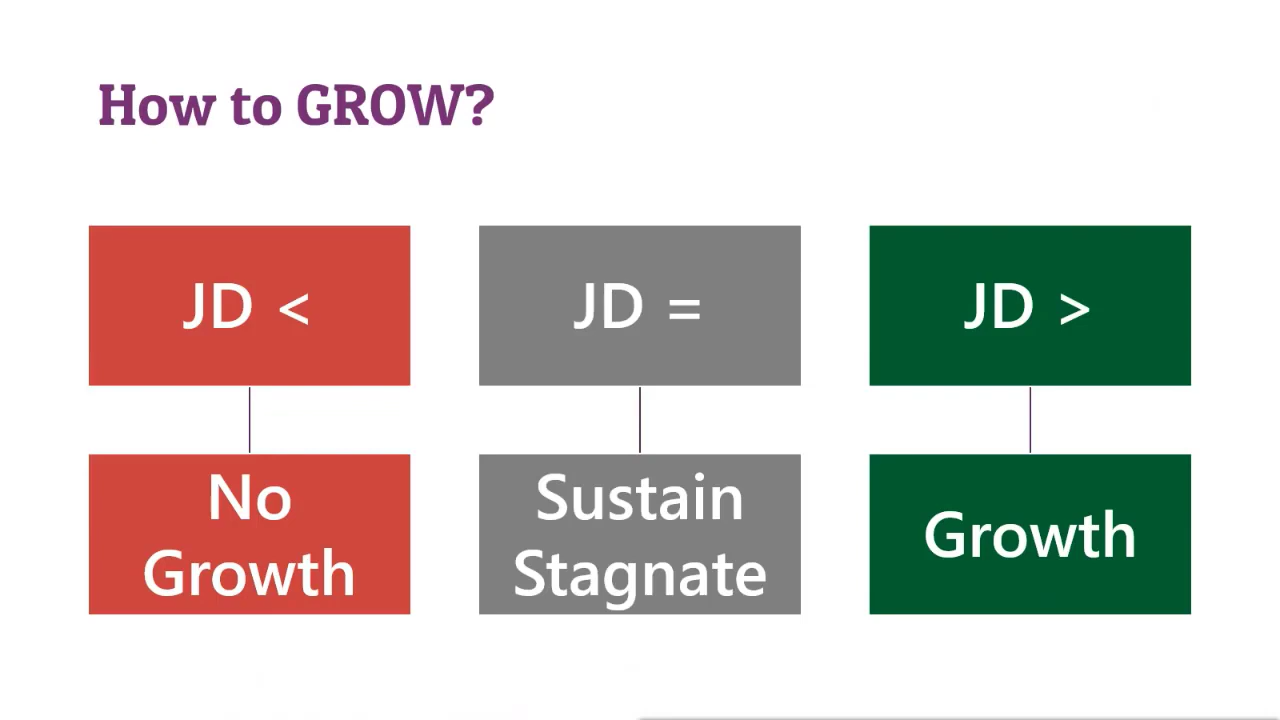 How to GROW?
JD <
JD =
JD >
No
Growth
Sustain
Stagnate
Growth